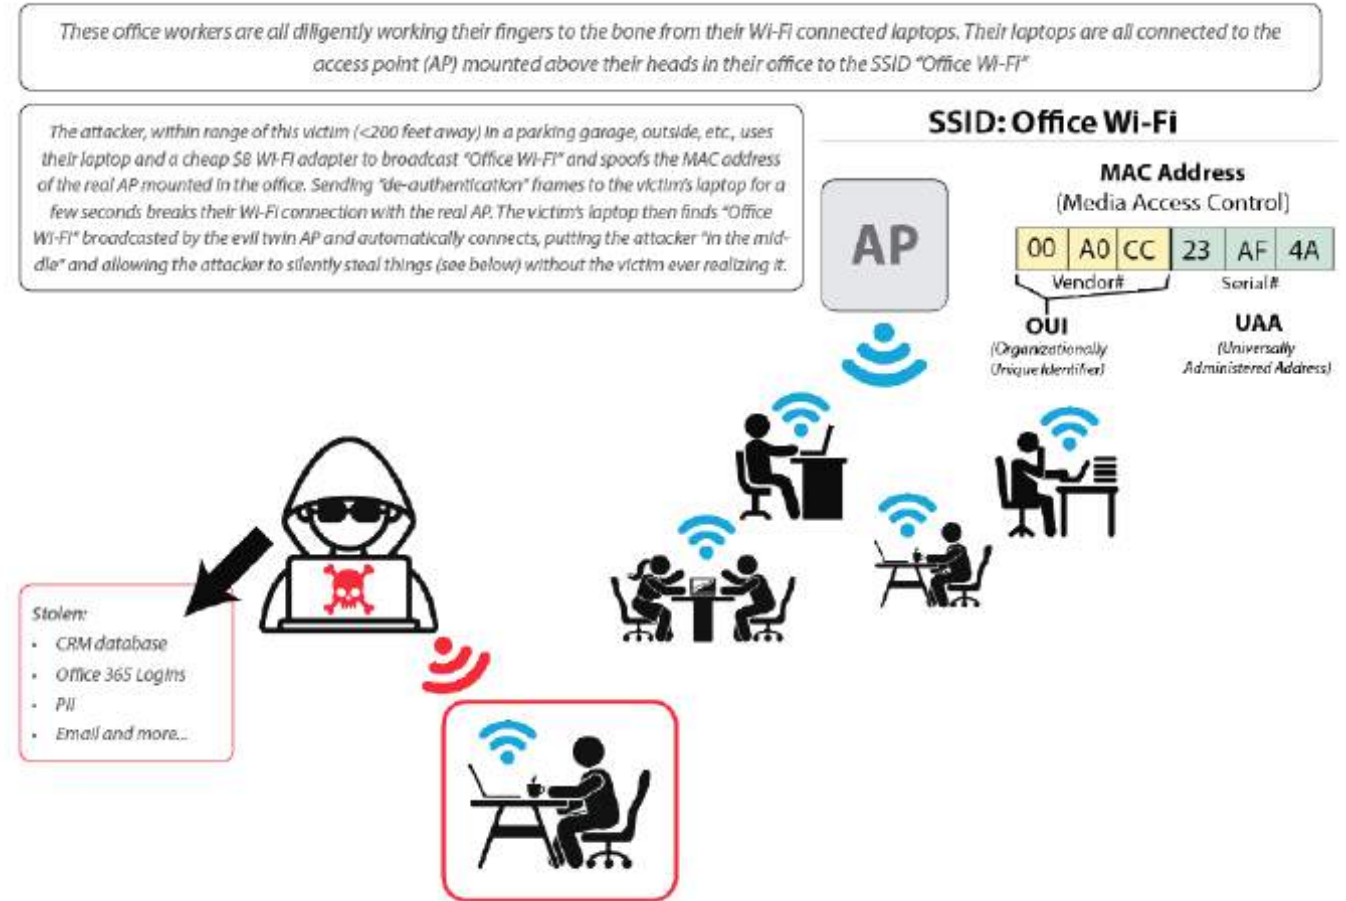 These office workers are all diligently working their fingers to the bone from their Wi-Fi connected laptops. Their laptops are all connected to the
access point (AP) mounted above their heads in their office to the SSID “Office Wi-Fi”
The attacker, within range of this victim (<200 feet away) in a parking garage, outside, etc., uses
their laptop and a cheap $8 Wi-Fi adapter to broadcast “Office Wi-Fi” and spoofs the MAC address
of the real AP mounted in the office. Sending “de-authentication” frames to the victim’s laptop for a
few seconds breaks their Wi-Fi connection with the real AP. The victim’s laptop then finds “Office
Wi-Fi” broadcasted by the evil twin AP and automatically connects, putting the attacker “in the mid-
dle” and allowing the attacker to silently steal things (see below) without the victim ever realizing it.
SSID: Office Wi-Fi
AP
MAC Address
(Media Access Control)
00 A0 CC 23 AF 4A
Vendor# Serial#
OUI
(Organizationally
Unique Identifier)
UAA
(Universally
Administered Address)
Stolen:
• CRM database
• Office 365 Logins
• PII
• Email and more...